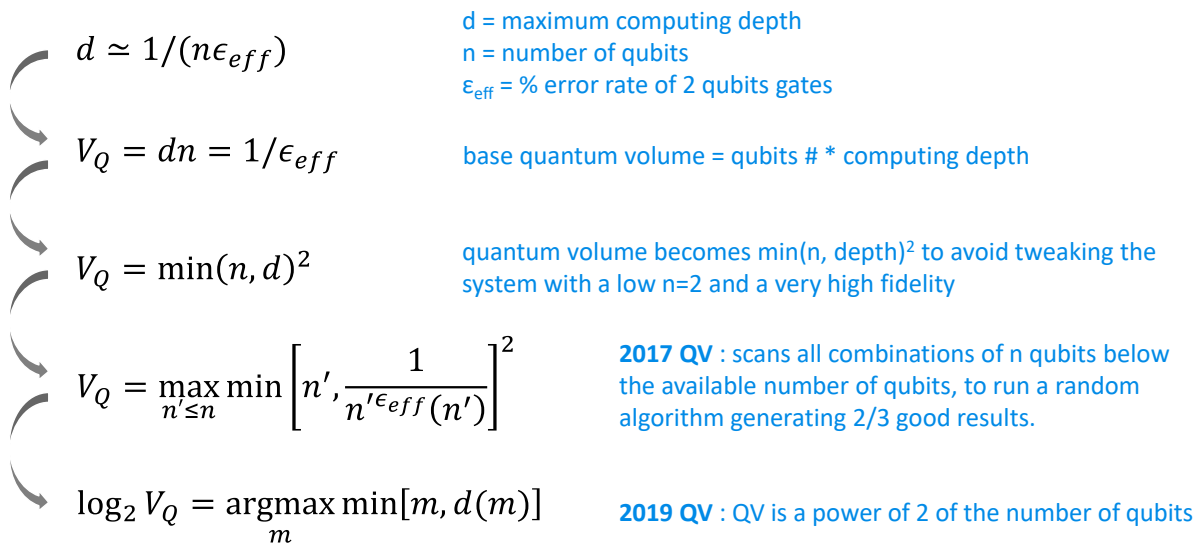 d ≃ 1/(nϵ_eff)
d = maximum computing depth
n = number of qubits
ε_eff = % error rate of 2 qubits gates
V_Q = dn = 1/ϵ_eff
base quantum volume = qubits # * computing depth
V_Q = min(n, d)²
quantum volume becomes min(n, depth)² to avoid tweaking the
system with a low n=2 and a very high fidelity
V_Q = max_{n′≤n} min [n′, 1/(n′^{ϵ_eff}(n′))]²
2017 QV : scans all combinations of n qubits below
the available number of qubits, to run a random
algorithm generating 2/3 good results.
log₂ V_Q = argmax_m min[m, d(m)]
2019 QV : QV is a power of 2 of the number of qubits